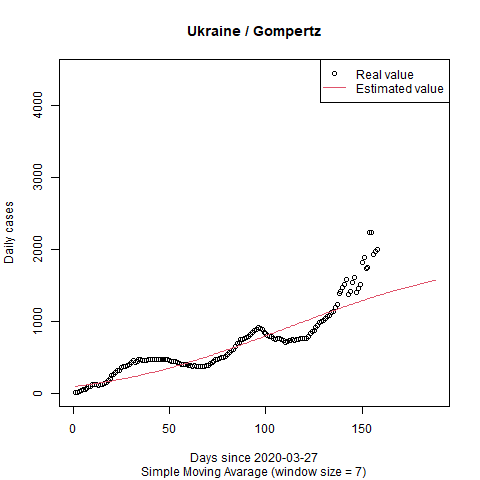 Ukraine / Gompertz
Real value
Estimated value
Daily cases
0
1000
2000
3000
4000
0
50
100
150
Days since 2020-03-27
Simple Moving Avarage (window size = 7)